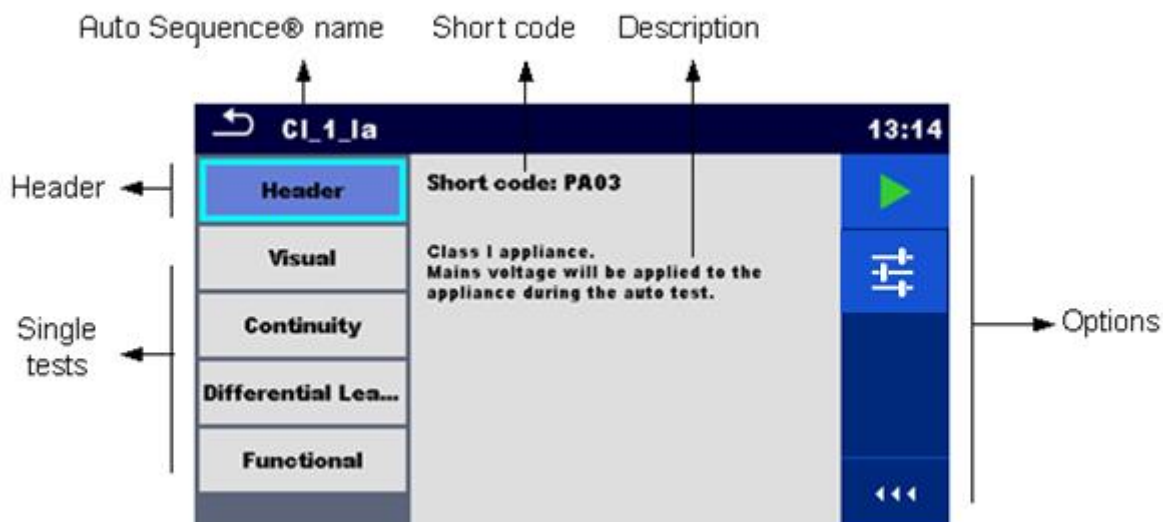 Auto Sequence® name
Short code
Description
Cl_1_Ia
13:14
Header
Header
Short code: PA03
Visual
Class I appliance.
Mains voltage will be applied to the
appliance during the auto test.
Single
tests
Continuity
Options
Differential Lea...
Functional